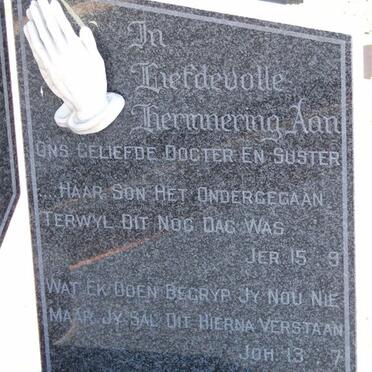 In
Liefdevolle
Herinnering Aan
Ons Geliefde Dogter En Suster
Haar Son Het Ondergegaan
Terwyl Dit Nog Dag Was
Jer 15 9
Wat Ek Doen Begryp Jy Nou Nie
Maar Jy Sal Dit Hierna Verstaan
Joh 13 7